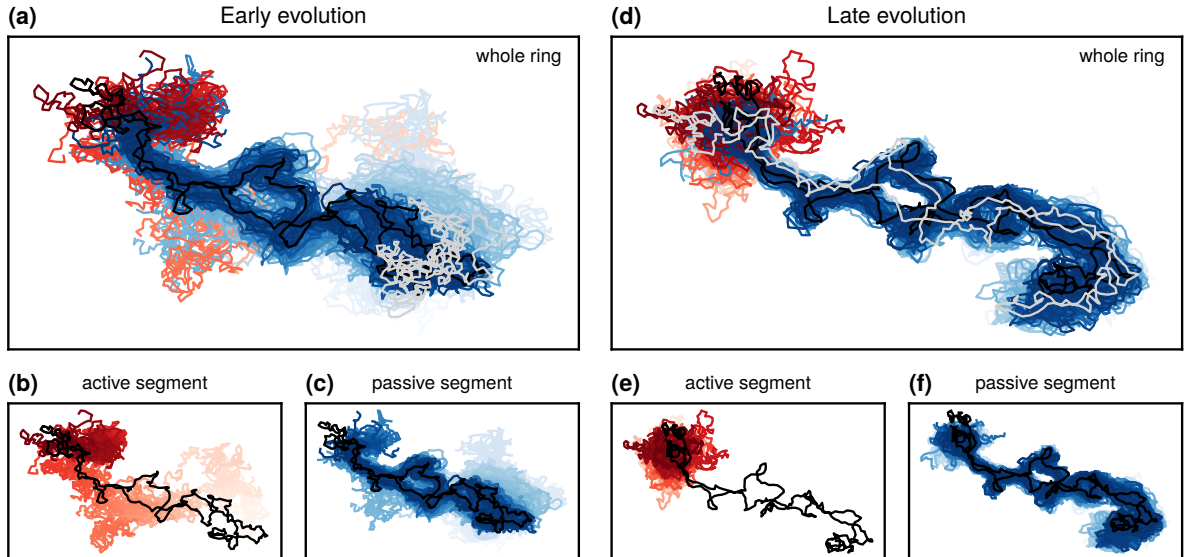 (a) Early evolution
whole ring
(b) active segment
(c) passive segment
(d) Late evolution
whole ring
(e) active segment
(f) passive segment